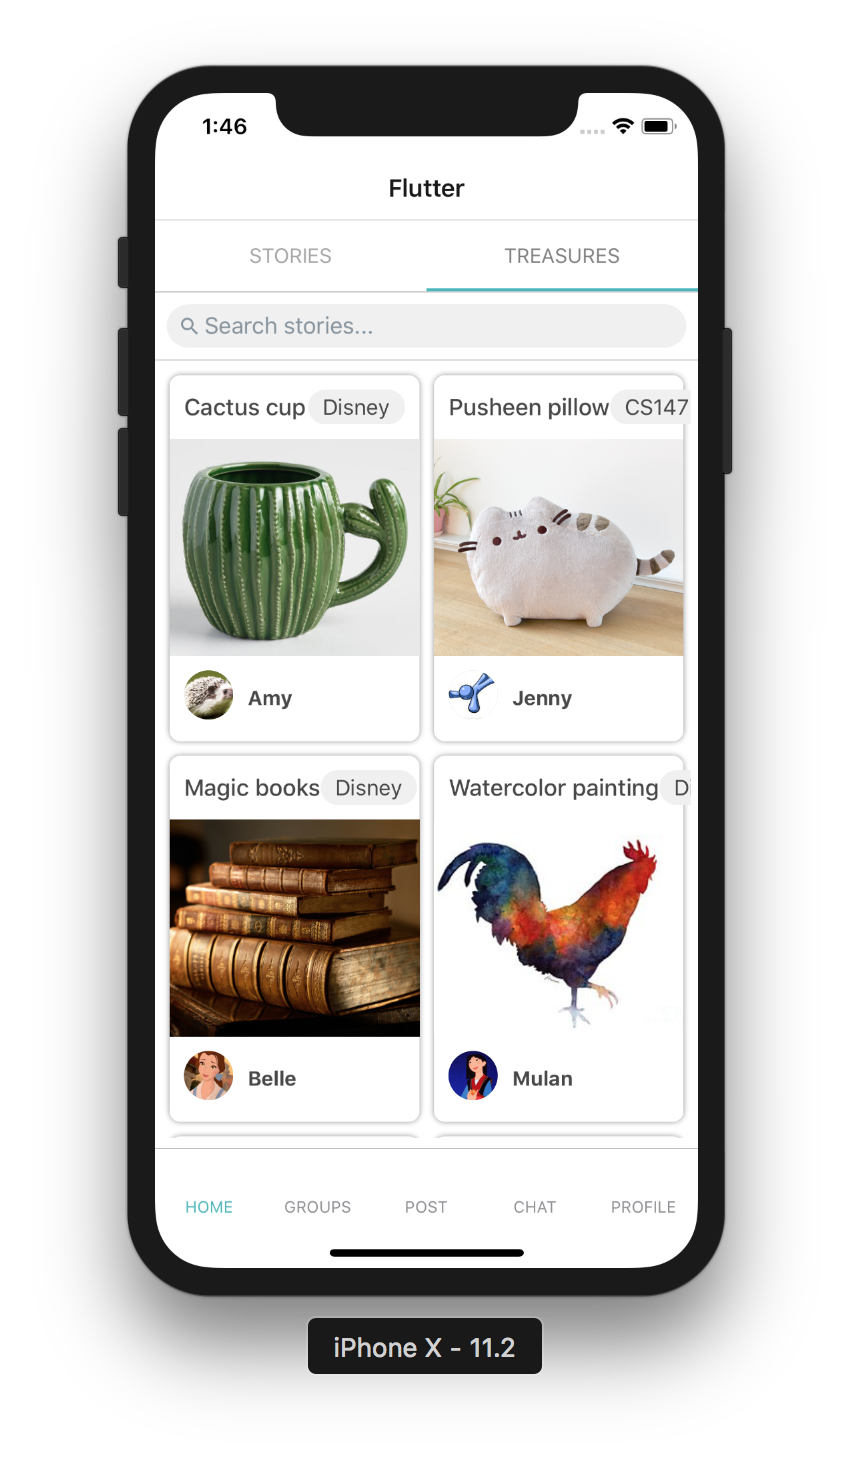 1:46
Flutter
STORIES TREASURES
Search stories...
Cactus cup Disney
Pusheen pillow CS147
Amy
Jenny
Magic books Disney
Watercolor painting
Belle
Mulan
HOME GROUPS POST CHAT PROFILE
iPhone X - 11.2